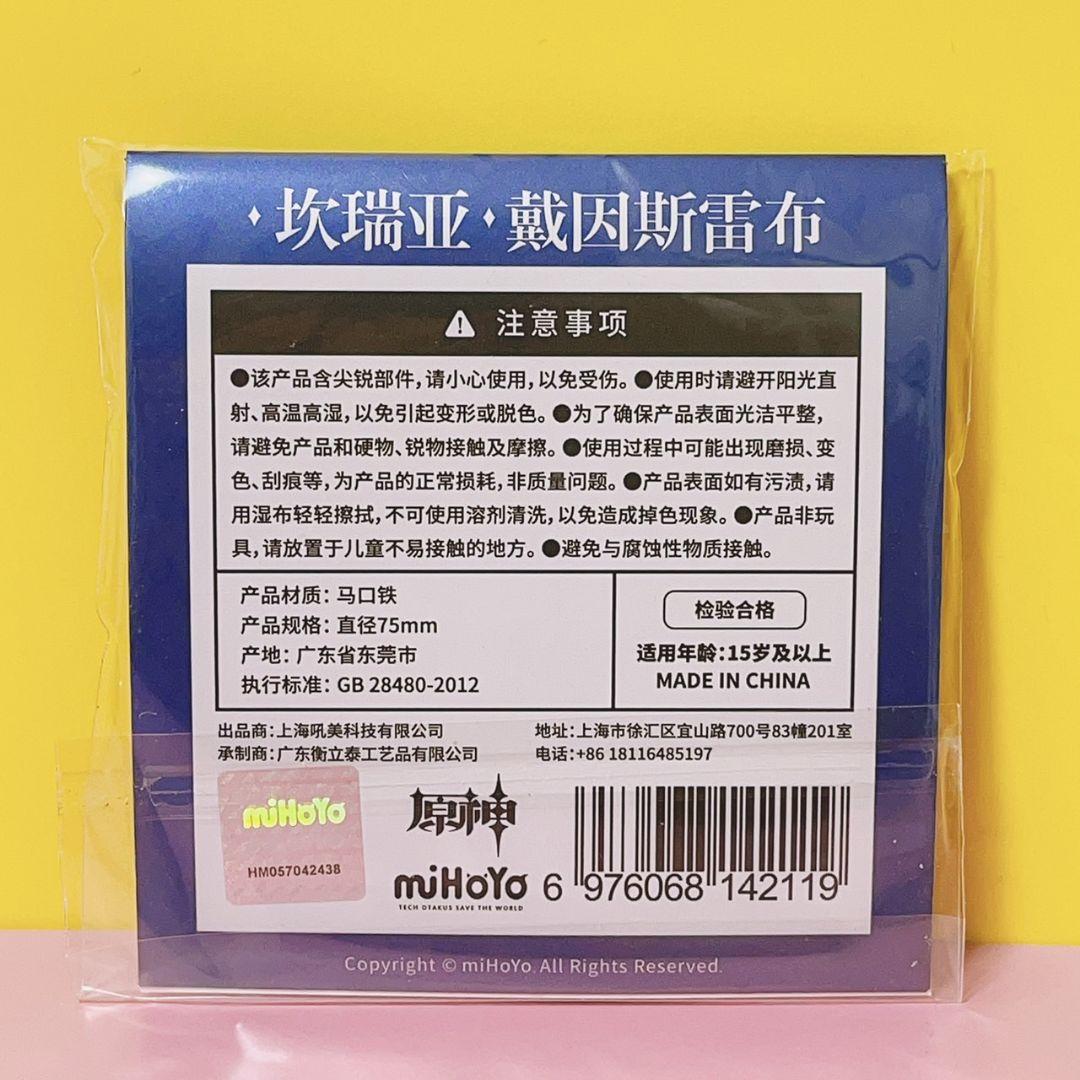 坎瑞亚·戴因斯雷布
注意事项
●该产品含尖锐部件，请小心使用，以免受伤。●使用时请避开阳光直
射、高温高湿，以免引起变形或脱色。●为了确保产品表面光洁平整，
请避免产品和硬物、锐物接触及摩擦。●使用过程中可能出现磨损、变
色、刮痕等，为产品的正常损耗，非质量问题。●产品表面如有污渍，请
用湿布轻轻擦拭，不可使用溶剂清洗，以免造成掉色现象。●产品非玩
具，请放置于儿童不易接触的地方。●避免与腐蚀性物质接触。
产品材质：马口铁
产品规格：直径75mm
产地：广东省东莞市
执行标准：GB 28480-2012
检验合格
适用年龄：15岁及以上
MADE IN CHINA
出品商：上海吼美科技有限公司
承制商：广东衡立泰工艺品有限公司
地址：上海市徐汇区宜山路700号83幢201室
电话：+86 18116485197
miHoYo
HM057042438
原神
miHoYo
TECH OTAKUS SAVE THE WORLD
6 976068 142119
Copyright © miHoYo. All Rights Reserved.